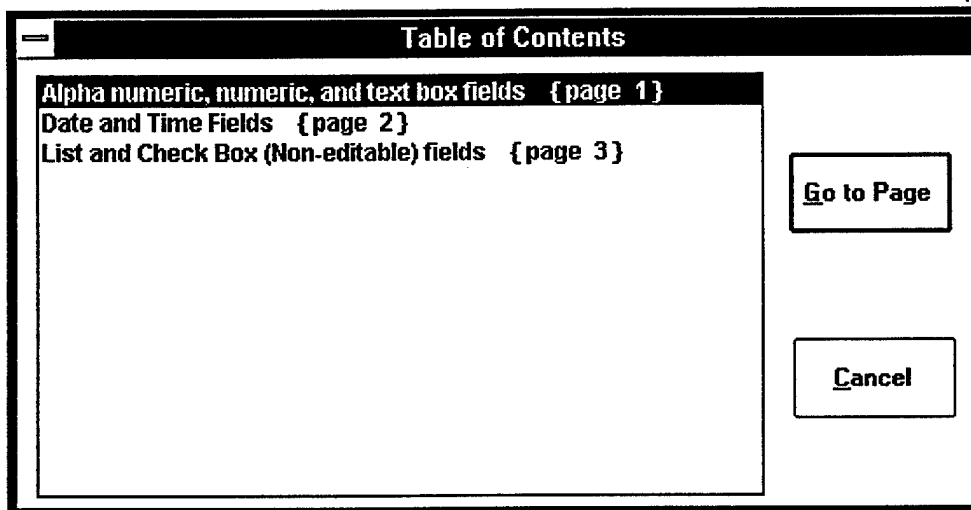 Table of Contents
Alpha numeric, numeric, and text box fields {page 1}
Date and Time Fields {page 2}
List and Check Box (Non-editable) fields {page 3}
Go to Page
Cancel